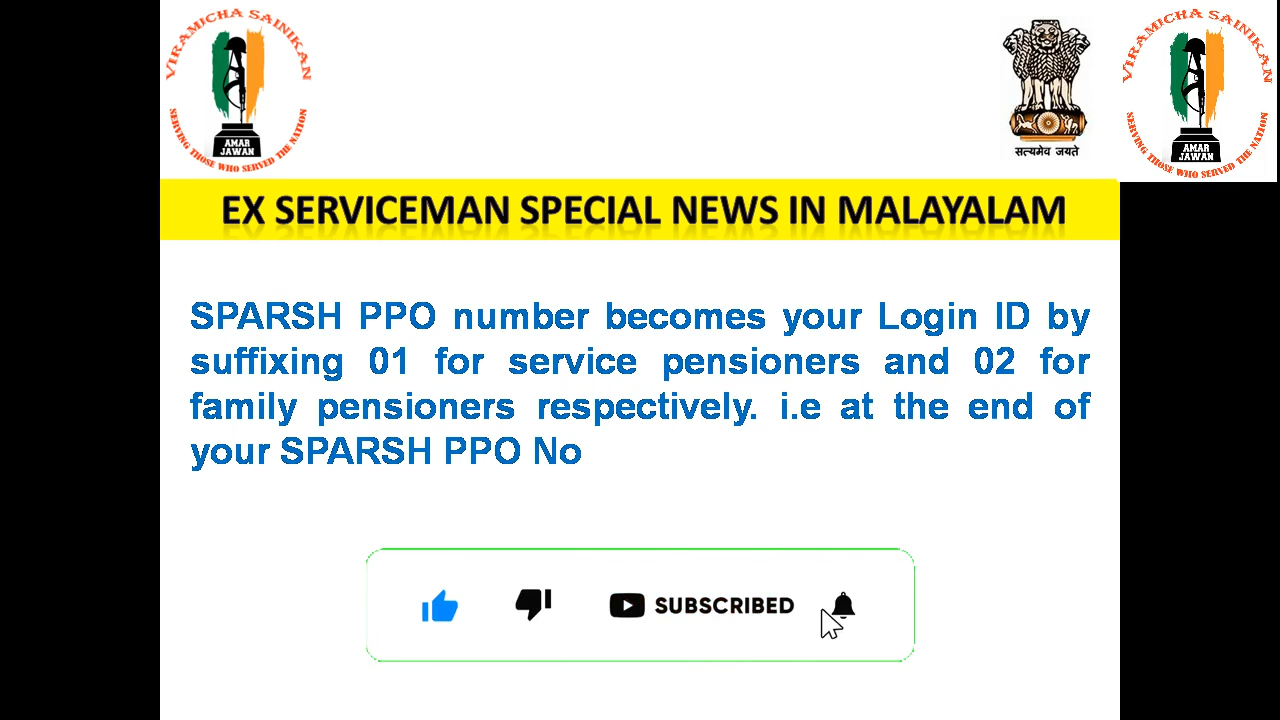 VIRAMICHA SAINIKAN
AMAR
JAWAN
SERVING THOSE WHO SERVED THE NATION
सत्यमेव जयते
VIRAMICHA SAINIKAN
AMAR
JAWAN
SERVING THOSE WHO SERVED THE NATION
EX SERVICEMAN SPECIAL NEWS IN MALAYALAM
SPARSH PPO number becomes your Login ID by
suffixing 01 for service pensioners and 02 for
family pensioners respectively. i.e at the end of
your SPARSH PPO No
SUBSCRIBED